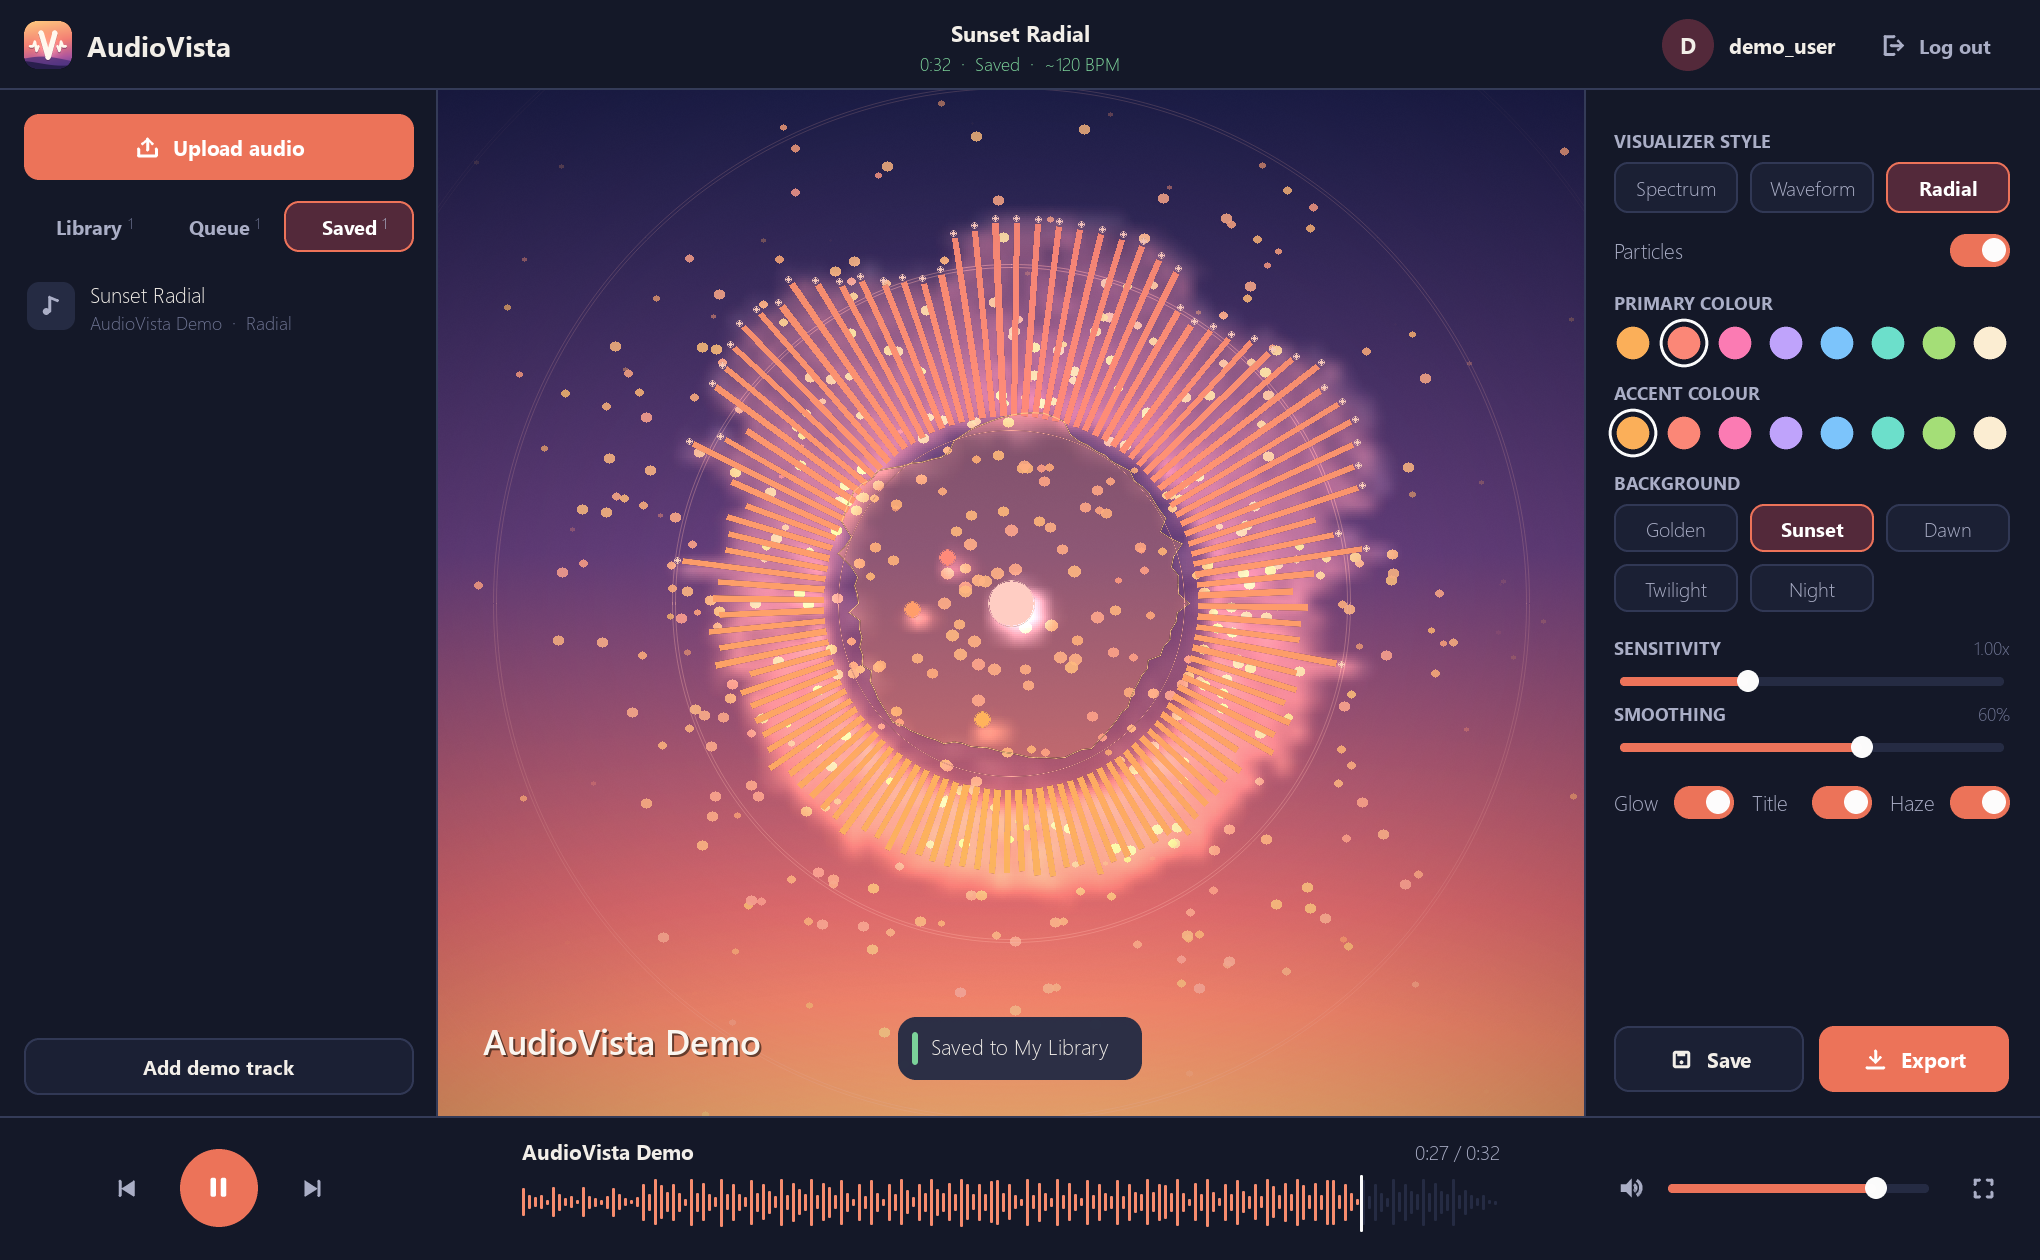 AudioVista
Sunset Radial
0:32 · Saved · ~120 BPM
D
demo_user
Log out
Upload audio
Library 1
Queue 1
Saved 1
Sunset Radial
AudioVista Demo · Radial
Add demo track
AudioVista Demo
Saved to My Library
VISUALIZER STYLE
Spectrum
Waveform
Radial
Particles
PRIMARY COLOUR
ACCENT COLOUR
BACKGROUND
Golden
Sunset
Dawn
Twilight
Night
SENSITIVITY
1.00x
SMOOTHING
60%
Glow
Title
Haze
Save
Export
AudioVista Demo
0:27 / 0:32